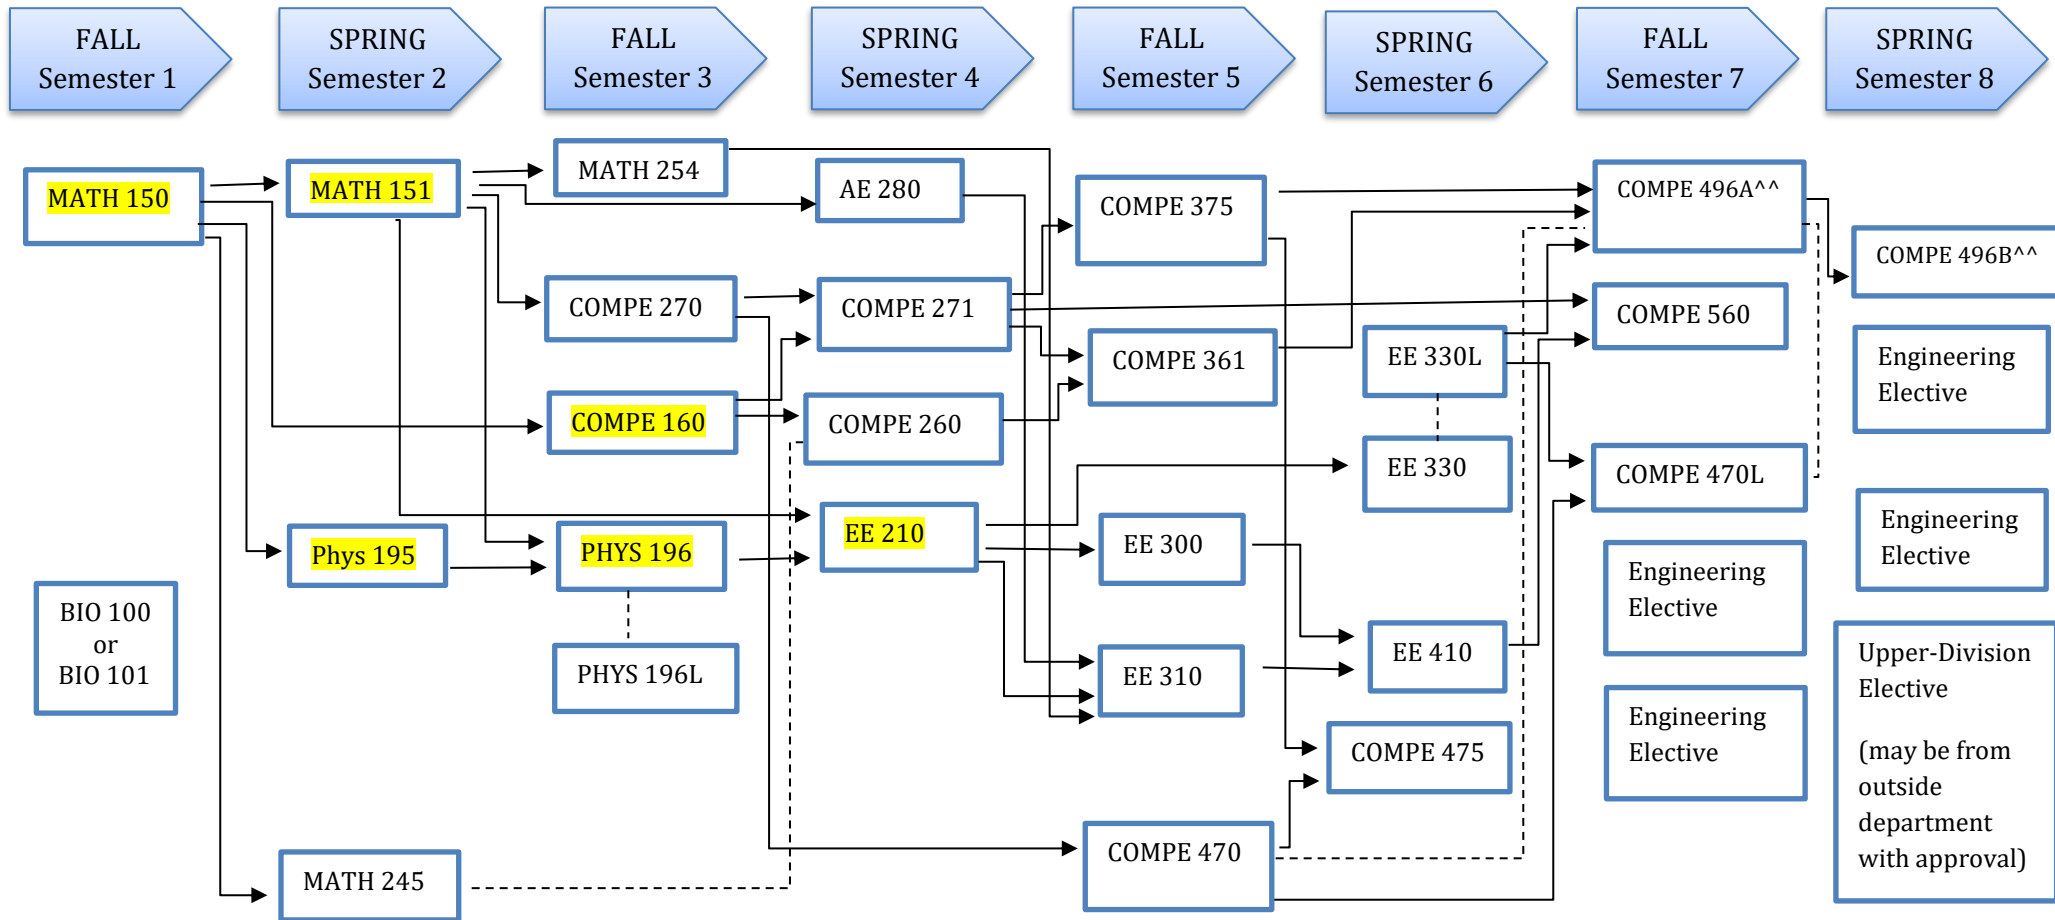 FALL
Semester 1
SPRING
Semester 2
FALL
Semester 3
SPRING
Semester 4
FALL
Semester 5
SPRING
Semester 6
FALL
Semester 7
SPRING
Semester 8
MATH 150
BIO 100
or
BIO 101
MATH 151
Phys 195
MATH 245
MATH 254
COMPE 270
COMPE 160
PHYS 196
PHYS 196L
AE 280
COMPE 271
COMPE 260
EE 210
COMPE 375
COMPE 361
EE 300
EE 310
COMPE 470
EE 330L
EE 330
EE 410
COMPE 475
COMPE 496A^^
COMPE 560
COMPE 470L
Engineering
Elective
Engineering
Elective
COMPE 496B^^
Engineering
Elective
Engineering
Elective
Upper-Division
Elective
(may be from
outside
department
with approval)